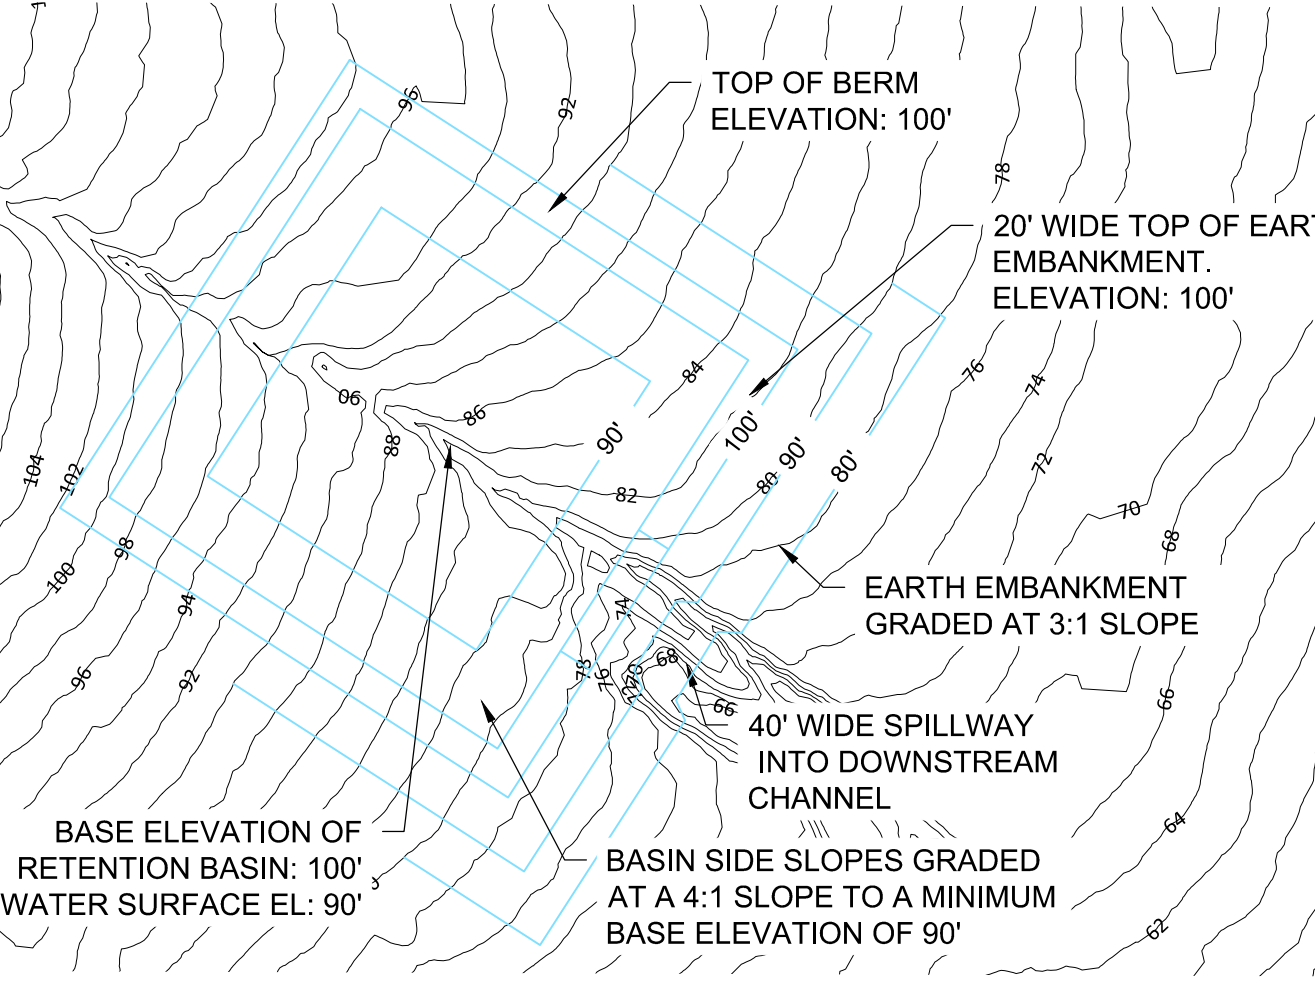 TOP OF BERM
ELEVATION: 100'
20' WIDE TOP OF EART
EMBANKMENT.
ELEVATION: 100'
EARTH EMBANKMENT
GRADED AT 3:1 SLOPE
40' WIDE SPILLWAY
INTO DOWNSTREAM
CHANNEL
BASIN SIDE SLOPES GRADED
AT A 4:1 SLOPE TO A MINIMUM
BASE ELEVATION OF 90'
BASE ELEVATION OF
RETENTION BASIN: 100'
WATER SURFACE EL: 90'
90'
100'
90'
80'
96
92
78
84
76
74
72
70
68
66
64
62
80
82
86
88
90
104
102
100
98
96
94
92
78
76
74
72
70
68
66